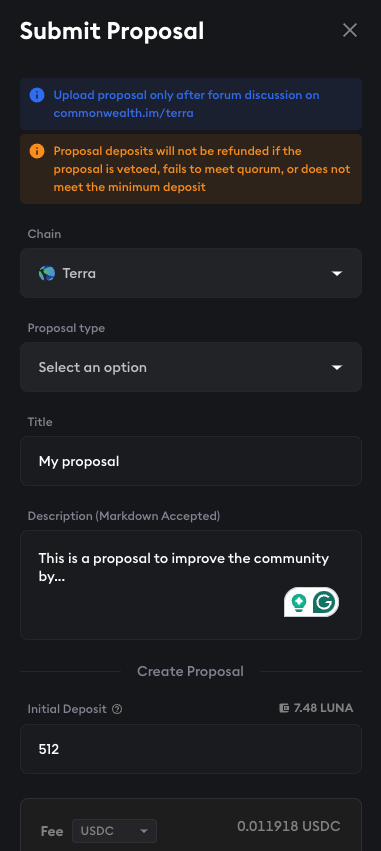 Submit Proposal
Upload proposal only after forum discussion on
commonwealth.im/terra
Proposal deposits will not be refunded if the
proposal is vetoed, fails to meet quorum, or does not
meet the minimum deposit
Chain
Terra
Proposal type
Select an option
Title
My proposal
Description (Markdown Accepted)
This is a proposal to improve the community
by...
Create Proposal
Initial Deposit
7.48 LUNA
512
Fee USDC 0.011918 USDC